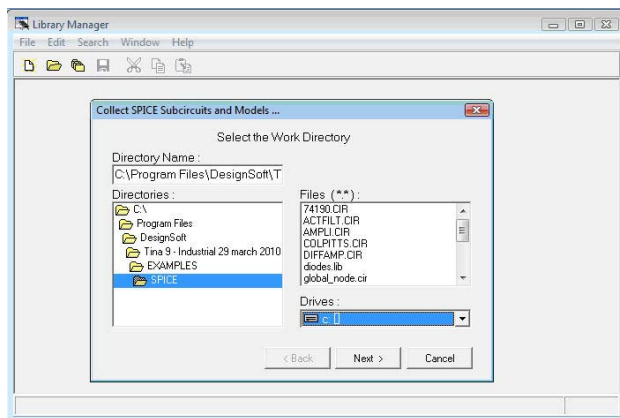 Library Manager
File Edit Search Window Help
Collect SPICE Subcircuits and Models ...
Select the Work Directory
Directory Name :
C:\Program Files\DesignSoft\T
Directories :
C:\
Program Files
DesignSoft
Tina 9 - Industrial 29 march 2010
EXAMPLES
SPICE
Files (*.*) :
74190.CIR
ACTFILT.CIR
AMPLI.CIR
COLPITTS.CIR
DIFFAMP.CIR
diodes.lib
global_node.cir
Drives :
c: []
< Back Next > Cancel